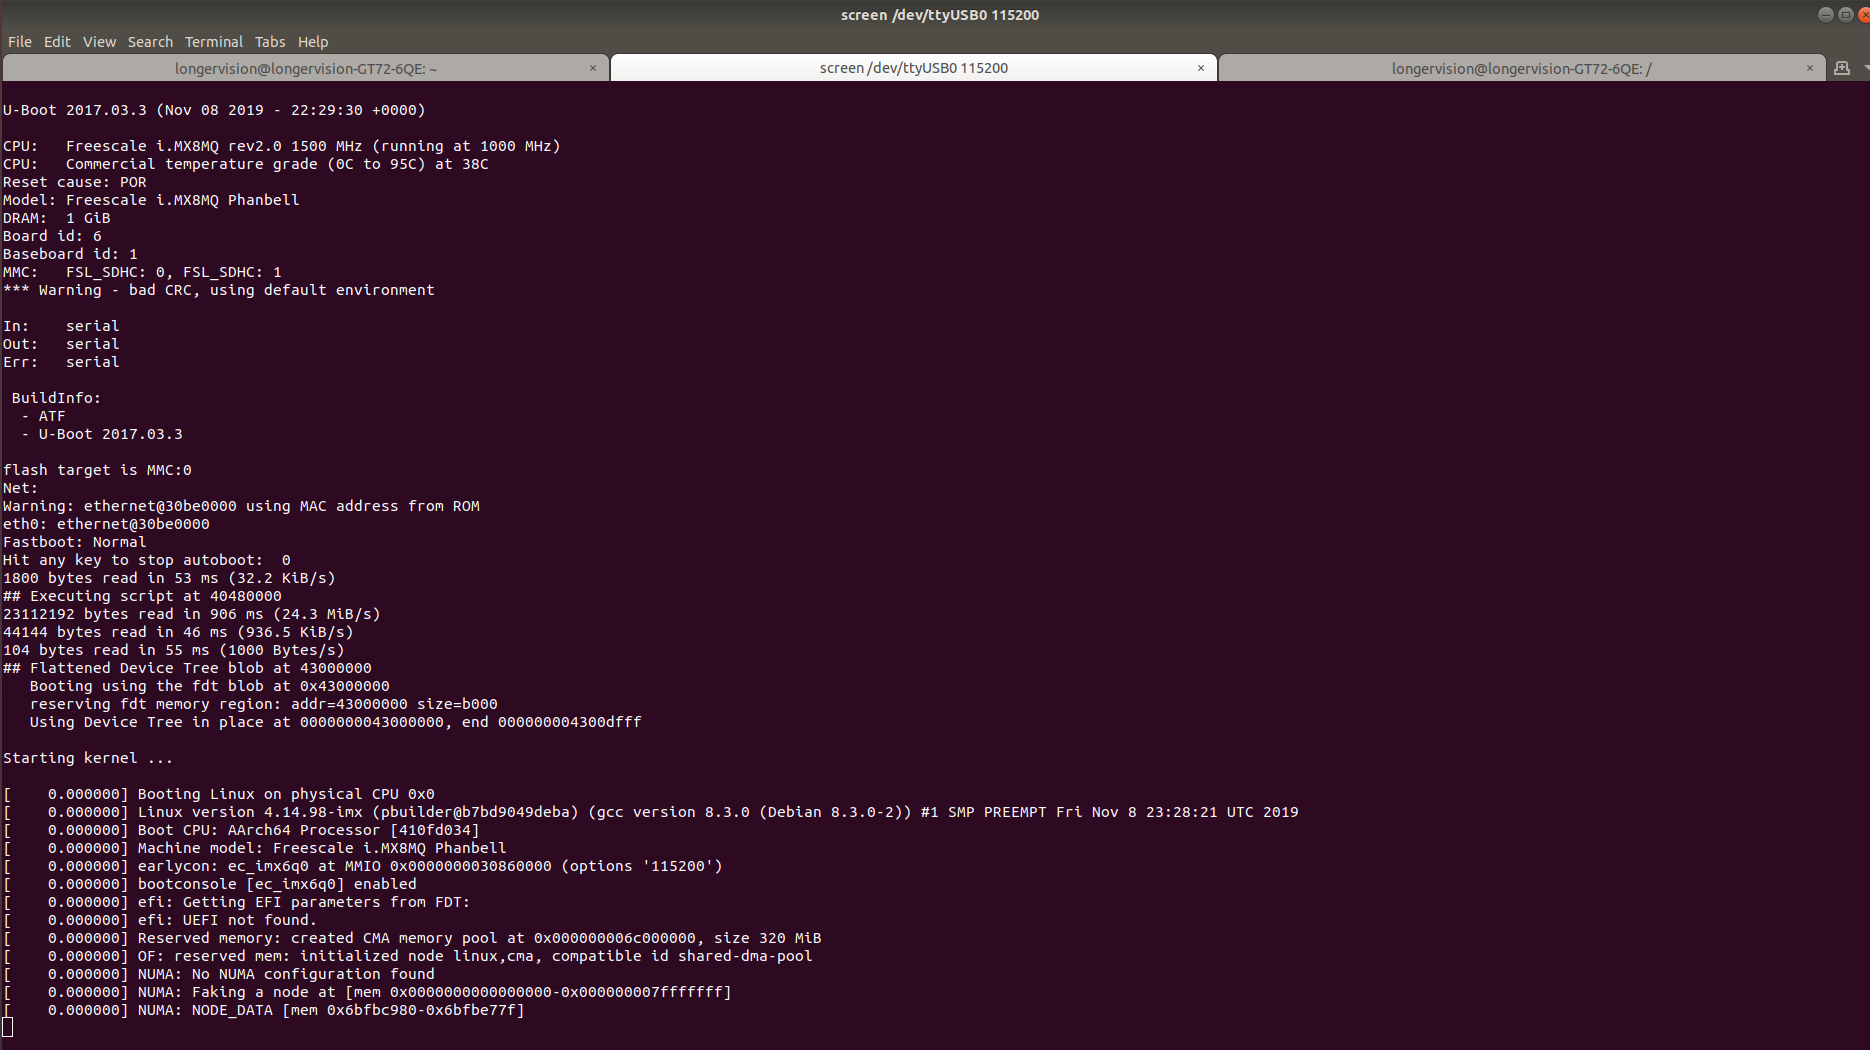 screen /dev/ttyUSB0 115200
File Edit View Search Terminal Tabs Help
longervision@longervision-GT72-6QE: ~ × screen /dev/ttyUSB0 115200 × longervision@longervision-GT72-6QE: / ×
U-Boot 2017.03.3 (Nov 08 2019 - 22:29:30 +0000)
CPU:   Freescale i.MX8MQ rev2.0 1500 MHz (running at 1000 MHz)
CPU:   Commercial temperature grade (0C to 95C) at 38C
Reset cause: POR
Model: Freescale i.MX8MQ Phanbell
DRAM:  1 GiB
Board id: 6
Baseboard id: 1
MMC:   FSL_SDHC: 0, FSL_SDHC: 1
*** Warning - bad CRC, using default environment
In:    serial
Out:   serial
Err:   serial
BuildInfo:
- ATF
- U-Boot 2017.03.3
flash target is MMC:0
Net:
Warning: ethernet@30be0000 using MAC address from ROM
eth0: ethernet@30be0000
Fastboot: Normal
Hit any key to stop autoboot:  0
1800 bytes read in 53 ms (32.2 KiB/s)
## Executing script at 40480000
23112192 bytes read in 906 ms (24.3 MiB/s)
44144 bytes read in 46 ms (936.5 KiB/s)
104 bytes read in 55 ms (1000 Bytes/s)
## Flattened Device Tree blob at 43000000
Booting using the fdt blob at 0x43000000
reserving fdt memory region: addr=43000000 size=b000
Using Device Tree in place at 0000000043000000, end 000000004300dfff
Starting kernel ...
[    0.000000] Booting Linux on physical CPU 0x0
[    0.000000] Linux version 4.14.98-imx (pbuilder@b7bd9049deba) (gcc version 8.3.0 (Debian 8.3.0-2)) #1 SMP PREEMPT Fri Nov 8 23:28:21 UTC 2019
[    0.000000] Boot CPU: AArch64 Processor [410fd034]
[    0.000000] Machine model: Freescale i.MX8MQ Phanbell
[    0.000000] earlycon: ec_imx6q0 at MMIO 0x0000000030860000 (options '115200')
[    0.000000] bootconsole [ec_imx6q0] enabled
[    0.000000] efi: Getting EFI parameters from FDT:
[    0.000000] efi: UEFI not found.
[    0.000000] Reserved memory: created CMA memory pool at 0x000000006c000000, size 320 MiB
[    0.000000] OF: reserved mem: initialized node linux,cma, compatible id shared-dma-pool
[    0.000000] NUMA: No NUMA configuration found
[    0.000000] NUMA: Faking a node at [mem 0x0000000000000000-0x000000007fffffff]
[    0.000000] NUMA: NODE_DATA [mem 0x6bfbc980-0x6bfbe77f]